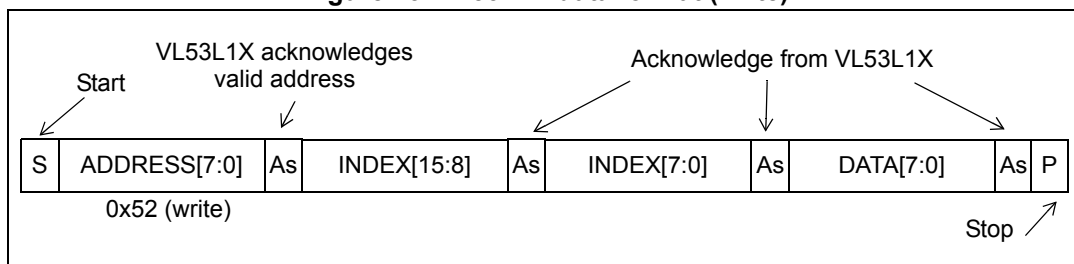 VL53L1X acknowledges
valid address
Acknowledge from VL53L1X
Start
S ADDRESS[7:0] As INDEX[15:8] As INDEX[7:0] As DATA[7:0] As P
0x52 (write)
Stop